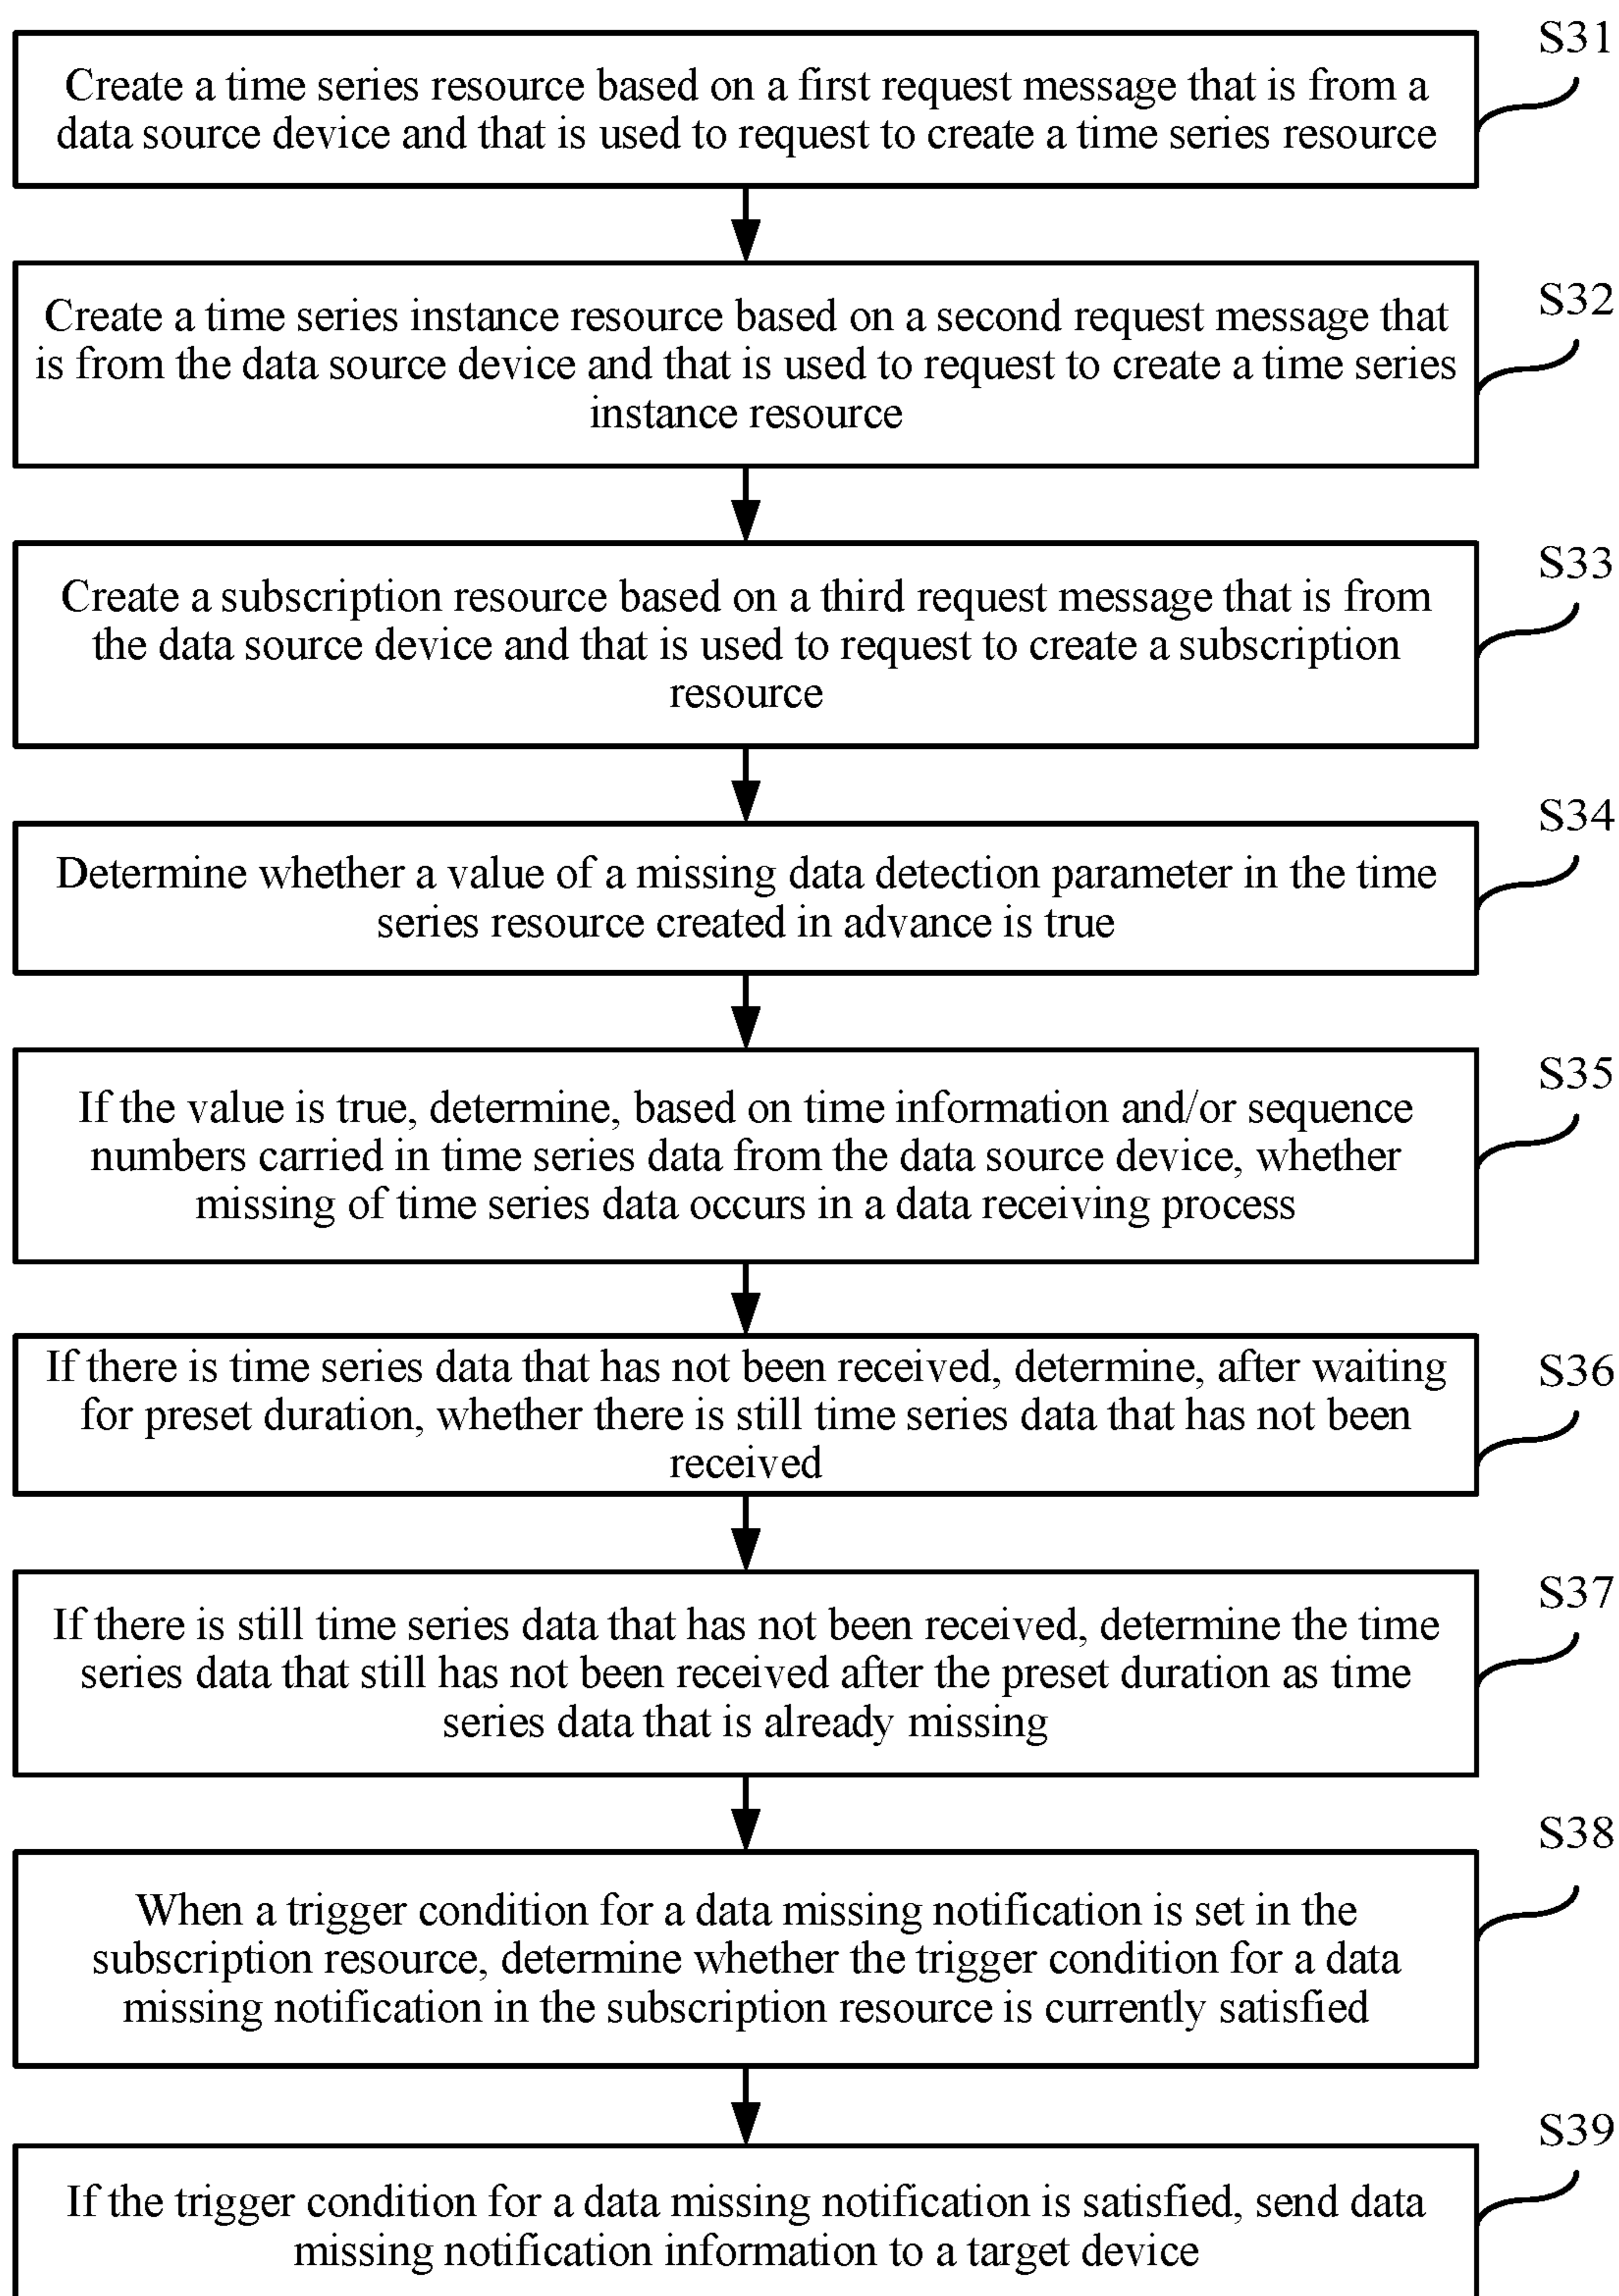 S31
Create a time series resource based on a first request message that is from a
data source device and that is used to request to create a time series resource
S32
Create a time series instance resource based on a second request message that
is from the data source device and that is used to request to create a time series
instance resource
S33
Create a subscription resource based on a third request message that is from
the data source device and that is used to request to create a subscription
resource
S34
Determine whether a value of a missing data detection parameter in the time
series resource created in advance is true
S35
If the value is true, determine, based on time information and/or sequence
numbers carried in time series data from the data source device, whether
missing of time series data occurs in a data receiving process
S36
If there is time series data that has not been received, determine, after waiting
for preset duration, whether there is still time series data that has not been
received
S37
If there is still time series data that has not been received, determine the time
series data that still has not been received after the preset duration as time
series data that is already missing
S38
When a trigger condition for a data missing notification is set in the
subscription resource, determine whether the trigger condition for a data
missing notification in the subscription resource is currently satisfied
S39
If the trigger condition for a data missing notification is satisfied, send data
missing notification information to a target device